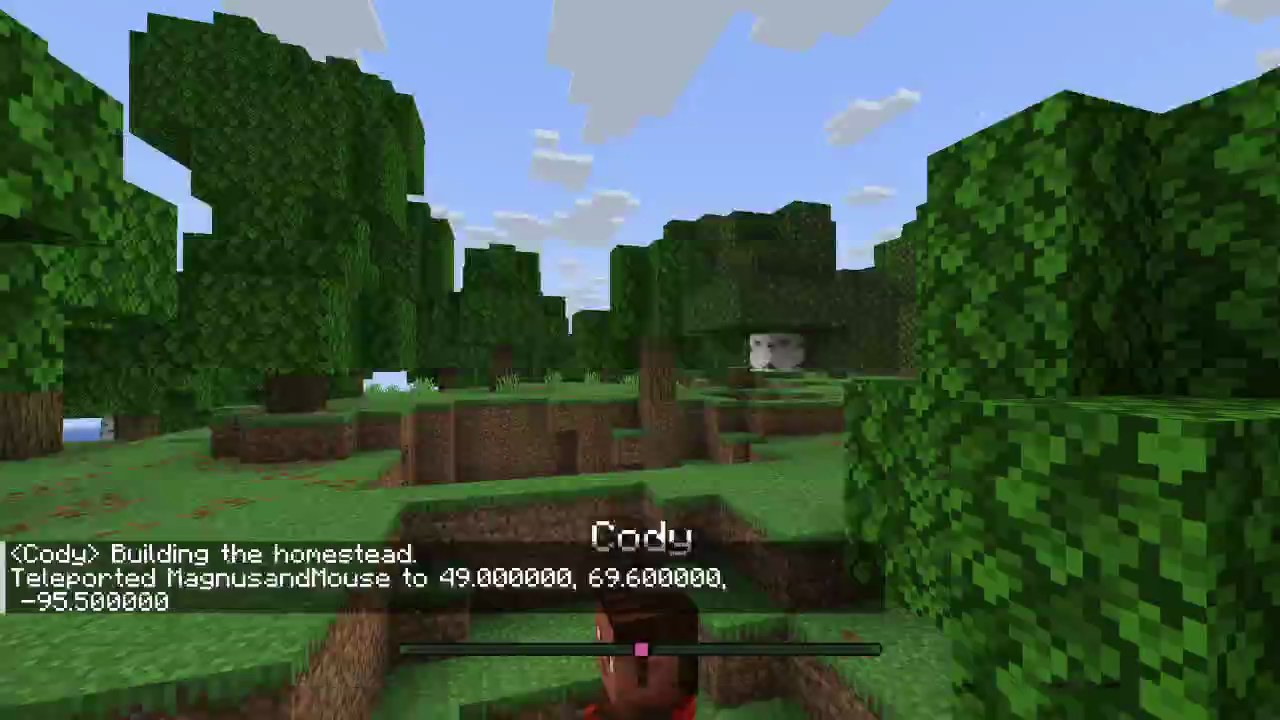 Cody
<Cody> Building the homestead.
Teleported MagnusandMouse to 49.000000, 69.600000,
-95.500000